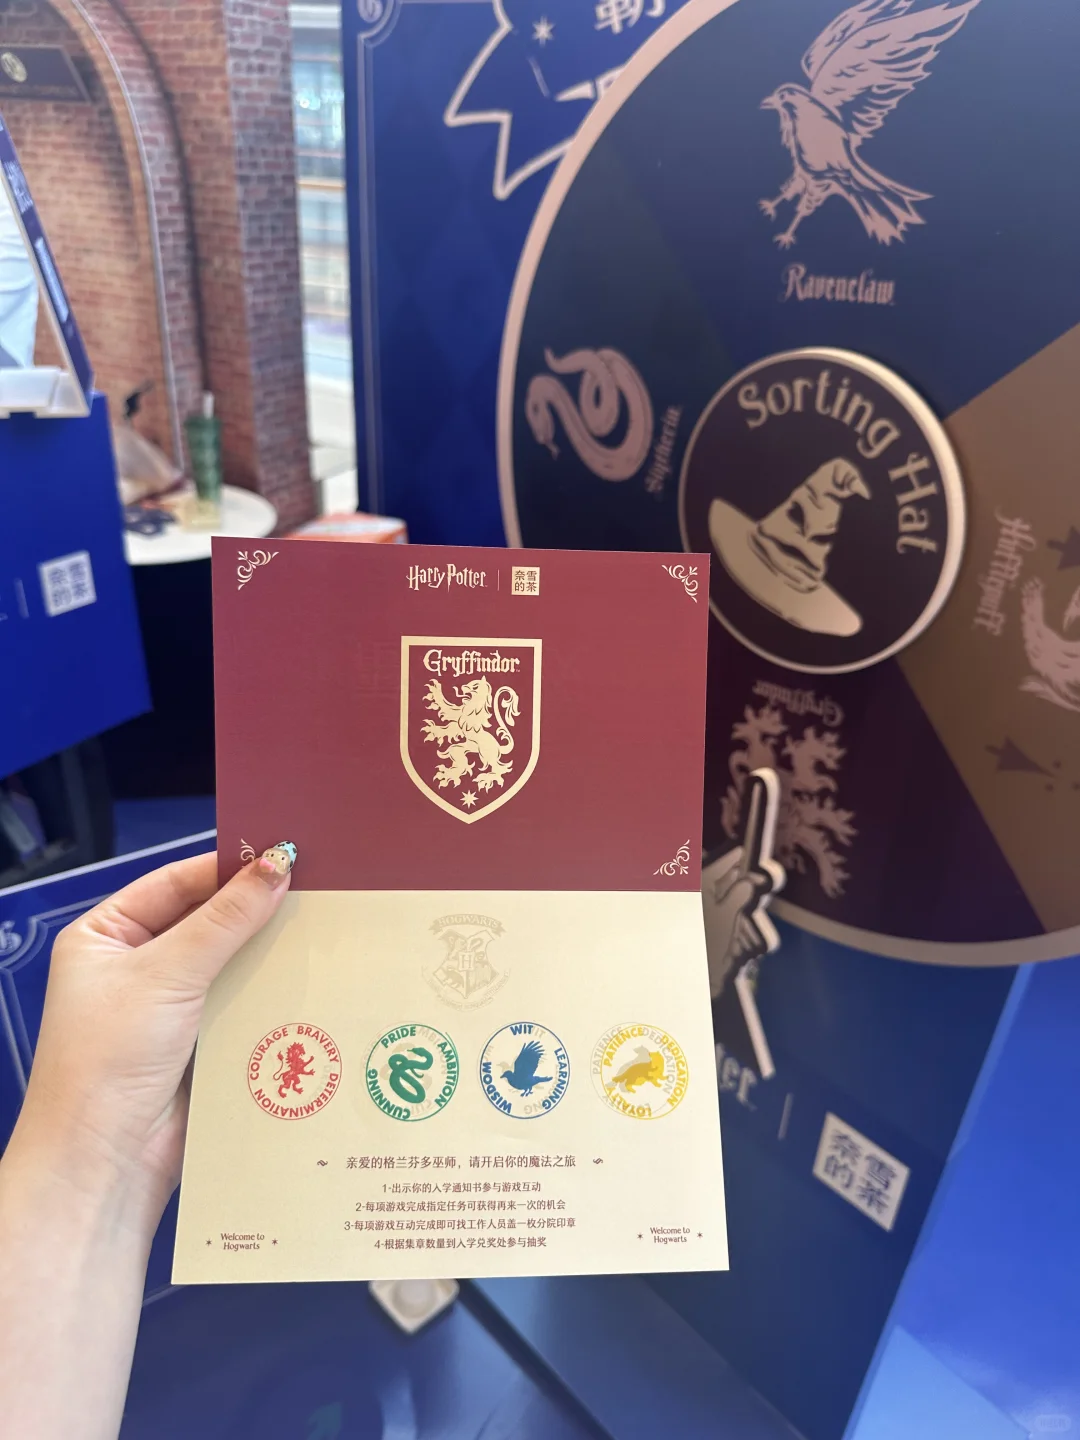 Ravenclaw
Slytherin
Sorting Hat
Hufflepuff
Gryffindor
Harry Potter
奈雪
的茶
Gryffindor
HOGWARTS
COURAGE BRAVERY DETERMINATION
PRIDE AMBITION CUNNING
WIT LEARNING WISDOM
PATIENCE DEDICATION LOYALTY
亲爱的格兰芬多巫师，请开启你的魔法之旅
1-出示你的入学通知书参与游戏互动
2-每项游戏完成指定任务可获得再来一次的机会
3-每项游戏互动完成即可找工作人员盖一枚分院印章
4-根据集章数量到入学兑奖处参与抽奖
Welcome to
Hogwarts
Welcome to
Hogwarts
奈雪
的茶
奈雪
的茶